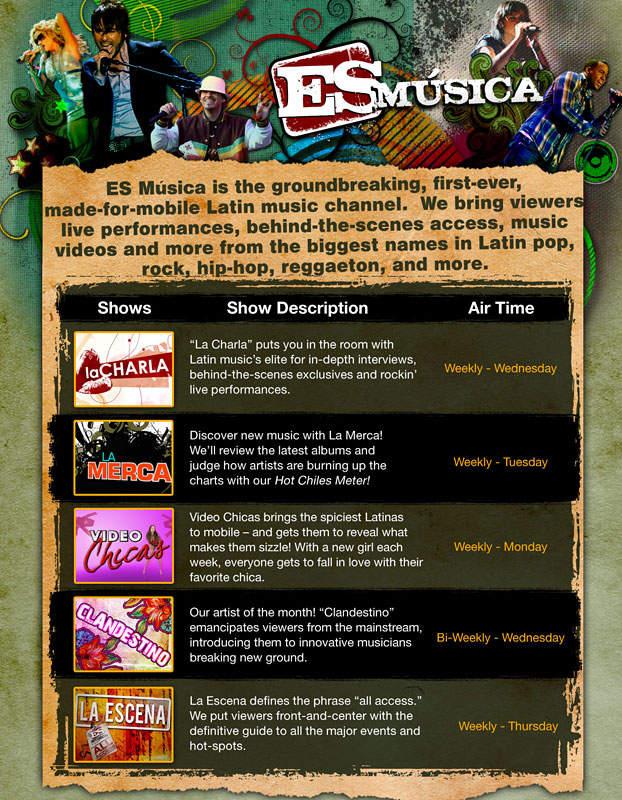 ES MÚSICA
ES Música is the groundbreaking, first-ever,
made-for-mobile Latin music channel.  We bring viewers
live performances, behind-the-scenes access, music
videos and more from the biggest names in Latin pop,
rock, hip-hop, reggaeton, and more.
Shows Show Description Air Time
la CHARLA
“La Charla” puts you in the room with
Latin music’s elite for in-depth interviews,
behind-the-scenes exclusives and rockin’
live performances.
Weekly - Wednesday
LA
MERCA
Discover new music with La Merca!
We’ll review the latest albums and
judge how artists are burning up the
charts with our Hot Chiles Meter!
Weekly - Tuesday
VIDEO
Chicas
Video Chicas brings the spiciest Latinas
to mobile – and gets them to reveal what
makes them sizzle! With a new girl each
week, everyone gets to fall in love with their
favorite chica.
Weekly - Monday
CLANDESTINO
Our artist of the month! “Clandestino”
emancipates viewers from the mainstream,
introducing them to innovative musicians
breaking new ground.
Bi-Weekly - Wednesday
LA ESCENA
La Escena defines the phrase “all access.”
We put viewers front-and-center with the
definitive guide to all the major events and
hot-spots.
Weekly - Thursday